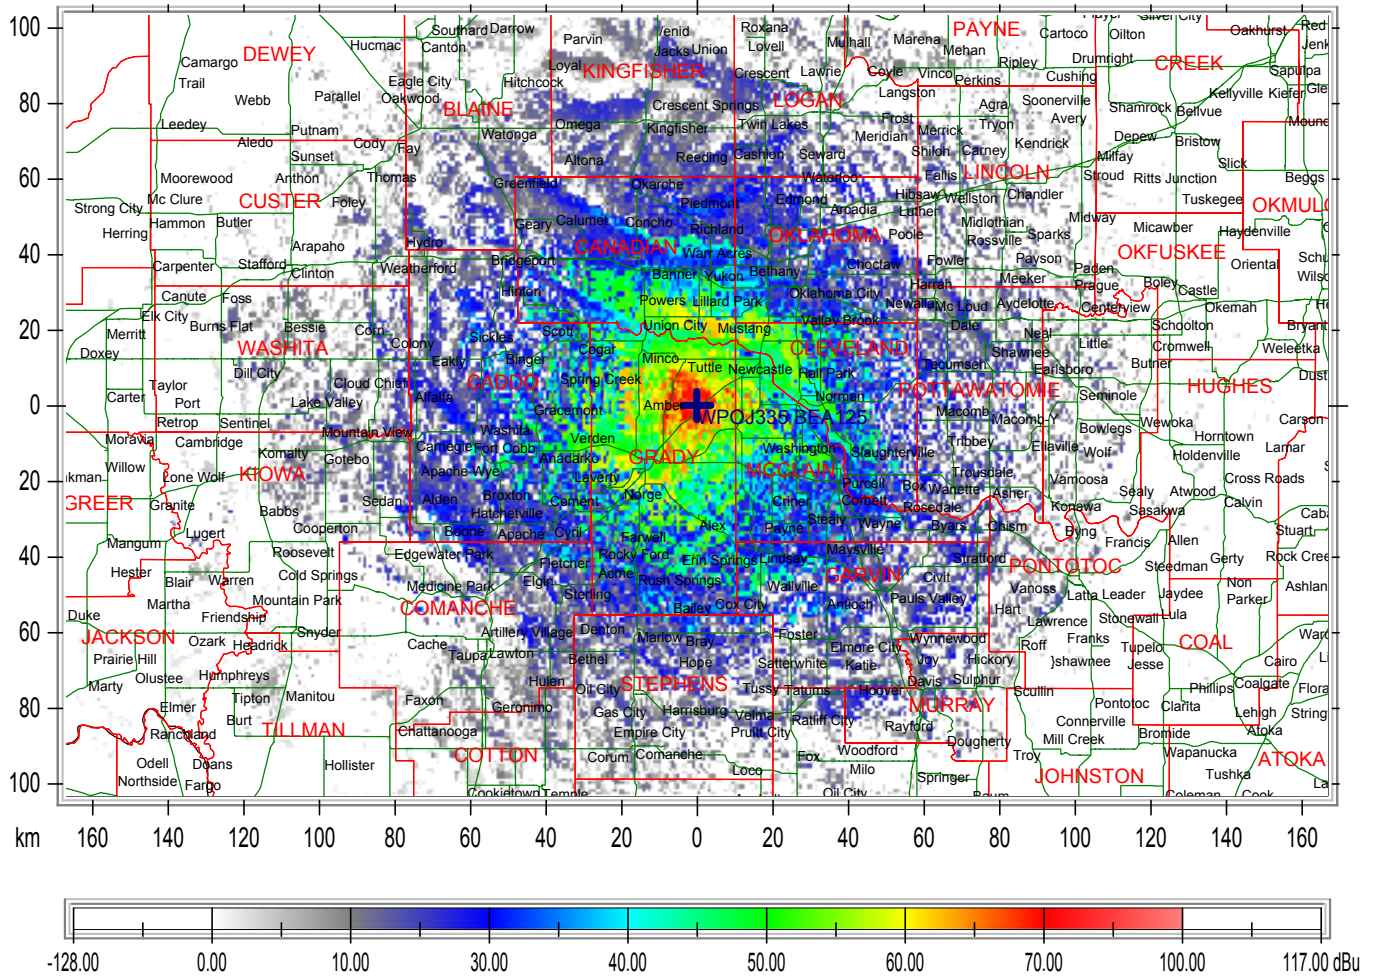 100 Southard Darrow Roxana PAYNE Oilton Oakhurst Red
Hucmac Canton Parvin Jacks Union Lovell Mulhall Marena Mehan Cartoco
DEWEY Camargo Loyal KINGFISHER Crescent Lawrie Coyle Vinco Ripley Perkins Cushing Drumright CREEK Sapulpa
Trail Webb Parallel Eagle City Oakwood Hitchcock Langston Kellyville Kiefer
80 BLAINE Crescent Springs LOGAN Agra Soonerville Avery Shamrock Bellvue
Leedey Putnam Watonga Omega Kingfisher Twin Lakes Frost Meridian Merrick Tryon Depew Bristow
Aledo Sunset Cody Fay Altona Reeding Cashion Seward Shiloh Carney Kendrick Milfay Slick
60 Moorewood Anthon Thomas Greenfield Okarche Waterloo Fallis LINCOLN Stroud Ritts Junction Beggs
Strong City Mc Clure CUSTER Foley Piedmont Edmond Hibsaw Wellston Chandler Tuskegee
Herring Hammon Butler Geary Calumet Concho Richland Arcadia Luther Midlothian Midway Micawber Haydenville
40 Arapaho Hydro CANADIAN Warr Acres OKLAHOMA Poole Rossville Sparks OKFUSKEE
Carpenter Stafford Clinton Weatherford Bridgeport Banner Yukon Bethany Choctaw Fowler Payson Paden Oriental
Canute Foss Hinton Powers Lillard Park Oklahoma City Harrah Meeker Prague Boley Castle
Elk City Newalla Mc Loud Aydelotte Centerview Okemah
20 Merritt Burns Flat Bessie Corn Sickles Scott Union City Mustang Valley Brook Dale Neal Schoolton Bryant
Doxey WASHITA Colony Eakly Binger Cogar Minco CLEVELAND Shawnee Little Cromwell Weleetka
Dill City Tuttle Newcastle Hall Park Tecumseh Earlsboro Butner
Taylor Cloud Chief CADDO Spring Creek POTTAWATOMIE HUGHES
0 Carter Port Lake Valley Alfalfa Gracemont Norman Macomb Seminole
WPOJ335 BEA125
Retrop Sentinel Macomb-Y Bowlegs Wewoka Carson
Moravia Cambridge Mountain View Washita Verden Tribbey Ellaville Horntown Lamar
Willow Komalty Gotebo Carnegie Fort Cobb Anadarko GRADY Washington Slaughterville Wolf Holdenville
20 Lone Wolf KIOWA Apache Wye Laverty MCCLAIN Purcell Trousdale Vamoosa Cross Roads
GREER Granite Sedan Alden Broxton Cement Norge Criner Corbett Box Wanette Asher Sealy Atwood Calvin
Babbs Hatchetville Rosedale Konawa Sasakwa
Lugert Cooperton Boone Apache Cyril Alex Payne Stealy Wayne Byars Chism Byng Stuart
40 Mangum Roosevelt Edgewater Park Farwell Rocky Ford Erin Springs Lindsay Maysville Stratford Francis Allen Gerty
Hester Blair Warren Cold Springs Fletcher Acme GARVIN PONTOTOC Steedman
Martha Mountain Park Medicine Park Elgin Sterling Rush Springs Wallville Civit Vanoss Latta Leader Jaydee Non Parker
Duke Friendship COMANCHE Bailey Cox City Antioch Pauls Valley Hart Stonewall Lula
60 JACKSON Ozark Headrick Snyder Cache Artillery Village Denton Marlow Bray Foster Wynnewood Lawrence Franks COAL
Prairie Hill Taupa Lawton Bethel Hope Satterwhite Elmore City Katie Joy Hickory Roff Tupelo Jesse Cairo
Marty Olustee Humphreys Hulen STEPHENS Davis Sulphur Coalgate
Elmer Tipton Manitou Faxon Geronimo Oil City Tussy Tatums Hoover MURRAY Scullin Phillips Clarita
80 Burt TILLMAN Chattanooga Gas City Harrisburg Velma Ratliff City Rayford Pontotoc Connerville Lehigh
Ranchland Empire City Pruitt City Dougherty Mill Creek Bromide Atoka
Odell Doans Hollister COTTON Corum Comanche Fox Woodford Troy Wapanucka ATOKA
100 Northside Fargo Loco Milo Springer JOHNSTON Tushka
Cookietown Temple Oil City Baum Coleman Cook
km 160 140 120 100 80 60 40 20 0 20 40 60 80 100 120 140 160
-128.00 0.00 10.00 30.00 40.00 50.00 60.00 70.00 100.00 117.00 dBu